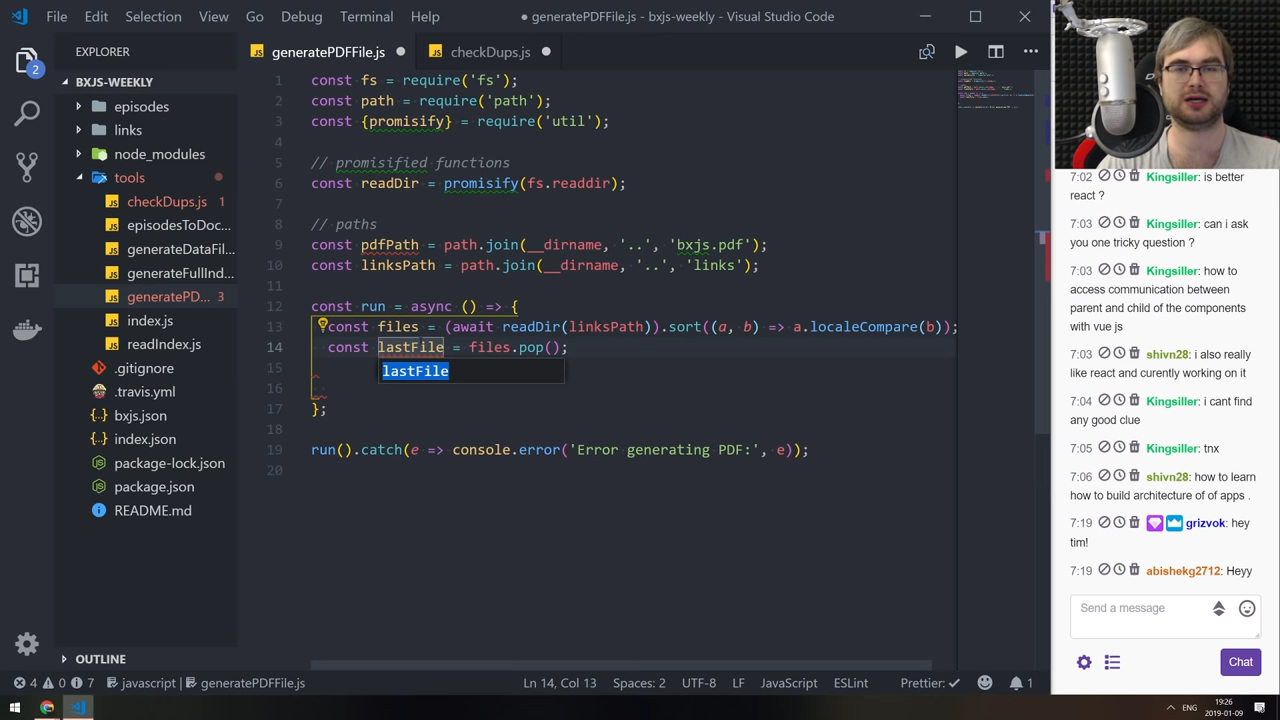 File Edit Selection View Go Debug Terminal Help
● generatePDFFile.js - bxjs-weekly - Visual Studio Code
EXPLORER
2
BXJS-WEEKLY
episodes
links
node_modules
tools
checkDups.js 1
episodesToDoc...
generateDataFil...
generateFullInd...
generatePD... 3
index.js
readIndex.js
.gitignore
.travis.yml
bxjs.json
index.json
package-lock.json
package.json
README.md
OUTLINE
JS generatePDFFile.js ●
JS checkDups.js ●
1 const fs = require('fs');
2 const path = require('path');
3 const {promisify} = require('util');
4
5 // promisified functions
6 const readDir = promisify(fs.readdir);
7
8 // paths
9 const pdfPath = path.join(__dirname, '..', 'bxjs.pdf');
10 const linksPath = path.join(__dirname, '..', 'links');
11
12 const run = async () => {
13 const files = (await readDir(linksPath)).sort((a, b) => a.localeCompare(b));
14 const lastFile = files.pop();
lastFile
15
16
17 };
18
19 run().catch(e => console.error('Error generating PDF:', e));
20
7:02 Kingsiller: is better
react ?
7:03 Kingsiller: can i ask
you one tricky question ?
7:03 Kingsiller: how to
access communication between
parent and child of the components
with vue js
7:03 shivn28: i also really
like react and curently working on it
7:04 Kingsiller: i cant find
any good clue
7:05 Kingsiller: tnx
7:06 shivn28: how to learn
how to build architecture of of apps .
7:19 grizvok: hey
tim!
7:19 abishekg2712: Heyy
Send a message
Chat
4 0 7 javascript | generatePDFFile.js
Ln 14, Col 13 Spaces: 2 UTF-8 LF JavaScript ESLint Prettier: ✓ 1
ENG
19:26
2019-01-09